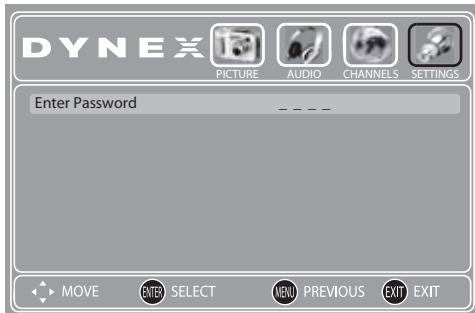 DYNEX
PICTURE AUDIO CHANNELS SETTINGS
Enter Password _ _ _ _
MOVE ENTER SELECT MENU PREVIOUS EXIT EXIT